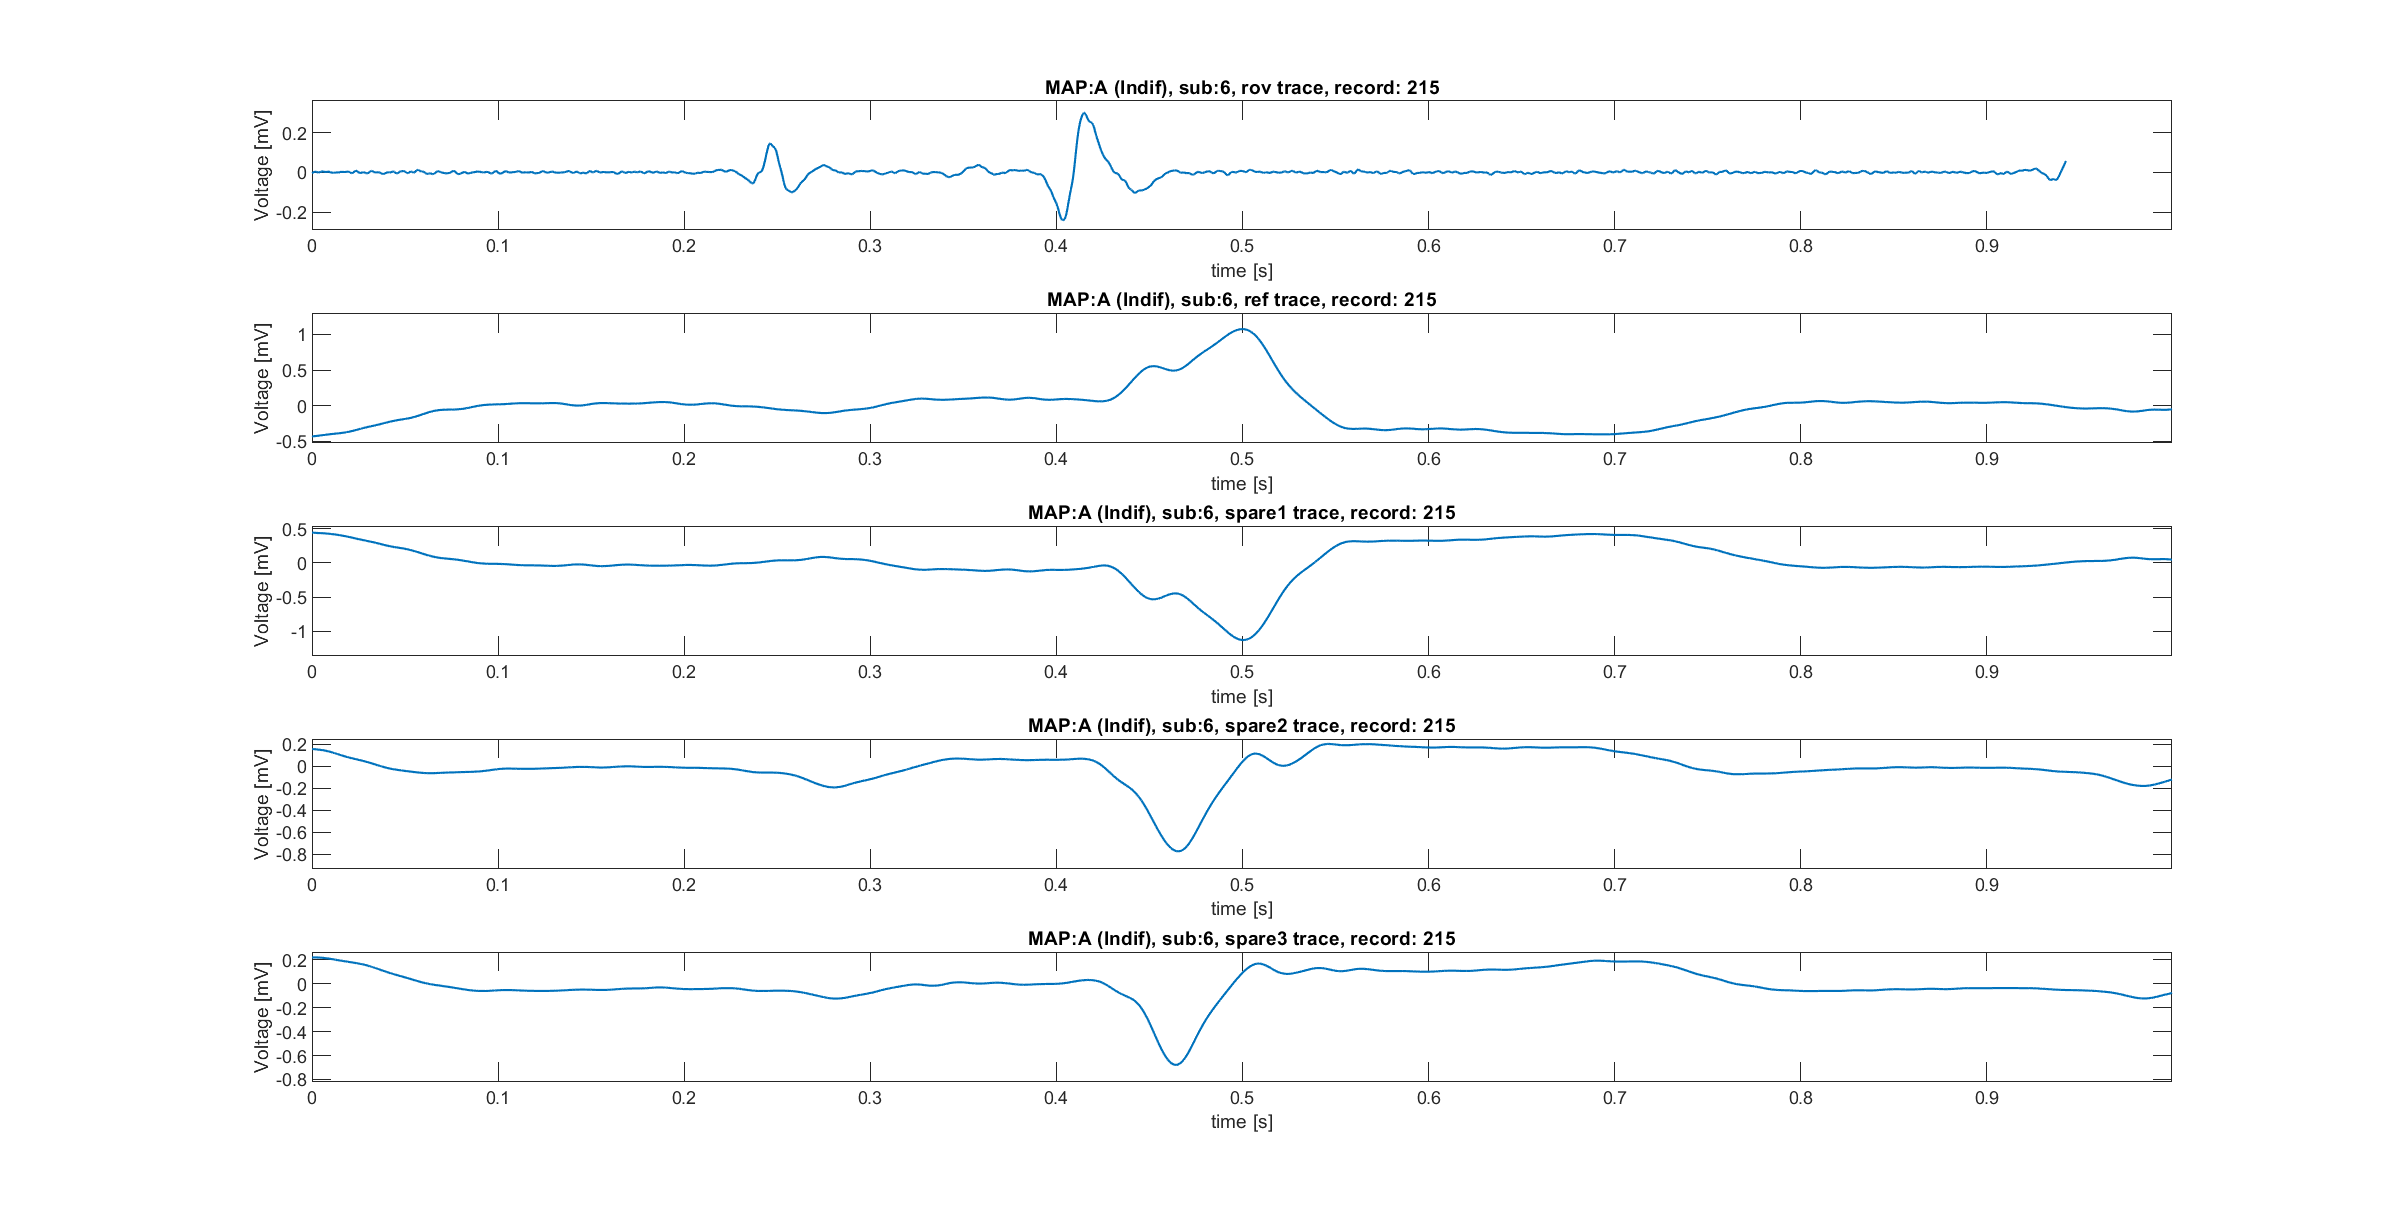 MAP:A (Indif), sub:6, rov trace, record: 215
Voltage [mV]
0.2
0
-0.2
0 0.1 0.2 0.3 0.4 0.5 0.6 0.7 0.8 0.9
time [s]
MAP:A (Indif), sub:6, ref trace, record: 215
Voltage [mV]
1
0.5
0
-0.5
0 0.1 0.2 0.3 0.4 0.5 0.6 0.7 0.8 0.9
time [s]
MAP:A (Indif), sub:6, spare1 trace, record: 215
Voltage [mV]
0.5
0
-0.5
-1
0 0.1 0.2 0.3 0.4 0.5 0.6 0.7 0.8 0.9
time [s]
MAP:A (Indif), sub:6, spare2 trace, record: 215
Voltage [mV]
0.2
0
-0.2
-0.4
-0.6
-0.8
0 0.1 0.2 0.3 0.4 0.5 0.6 0.7 0.8 0.9
time [s]
MAP:A (Indif), sub:6, spare3 trace, record: 215
Voltage [mV]
0.2
0
-0.2
-0.4
-0.6
-0.8
0 0.1 0.2 0.3 0.4 0.5 0.6 0.7 0.8 0.9
time [s]